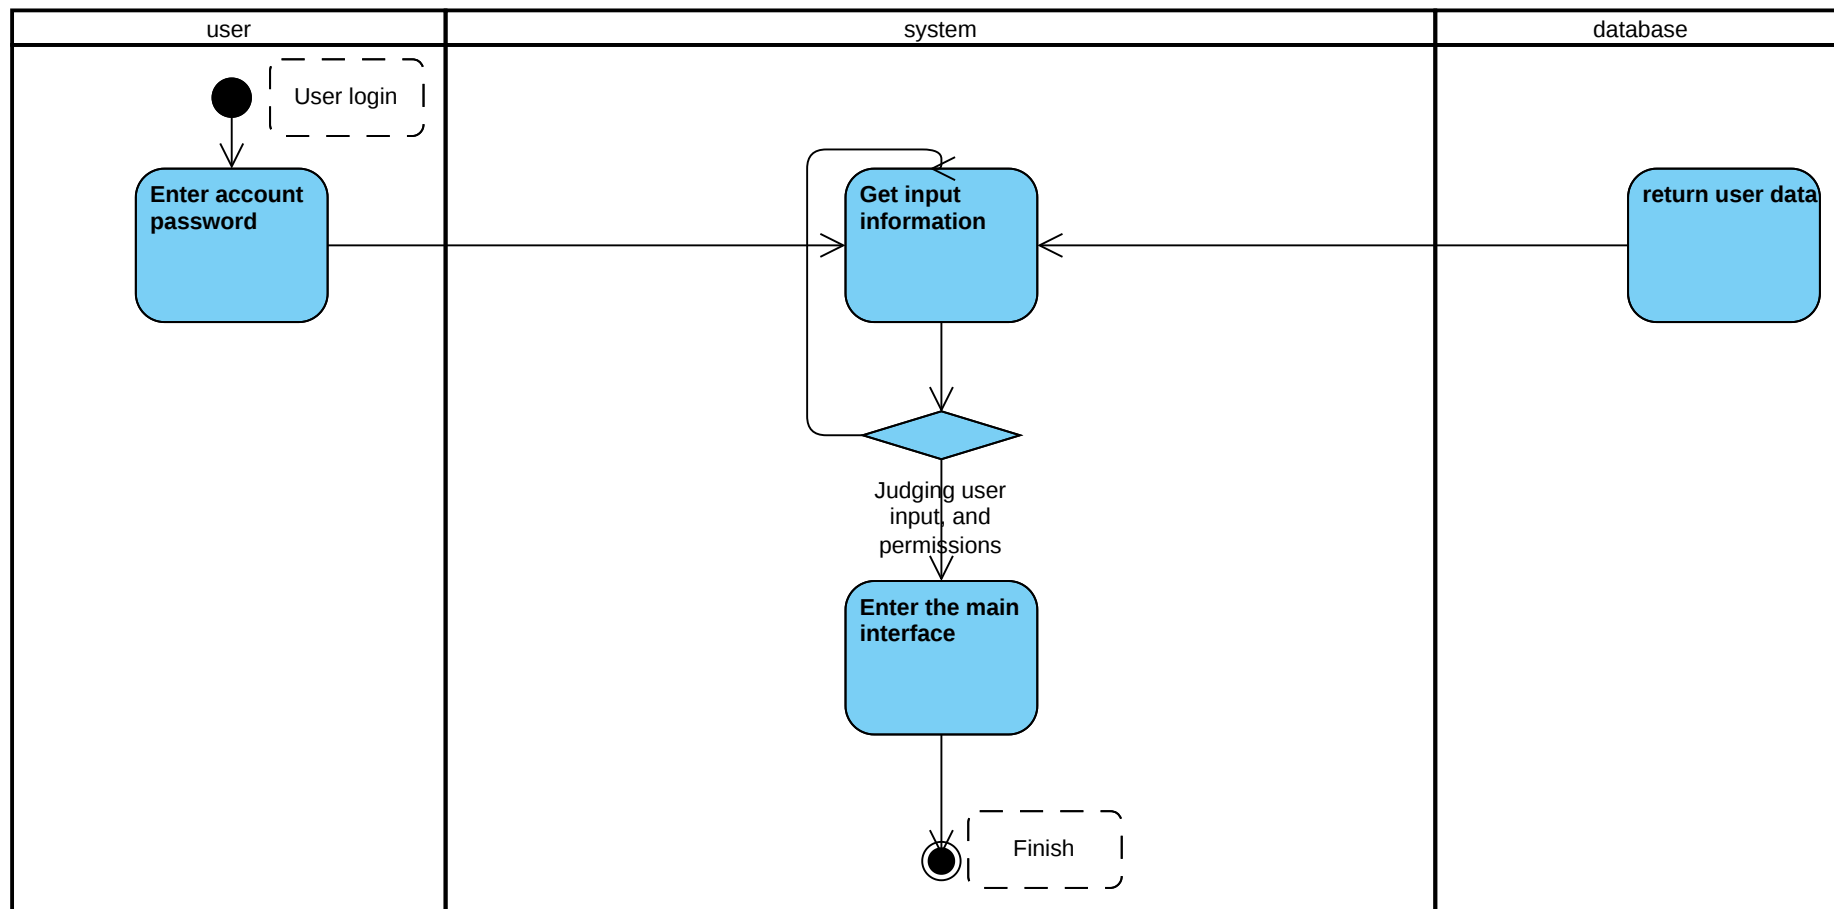 user
system
database
User login
Enter account
password
Get input
information
return user data
Judging user
input, and
permissions
Enter the main
interface
Finish